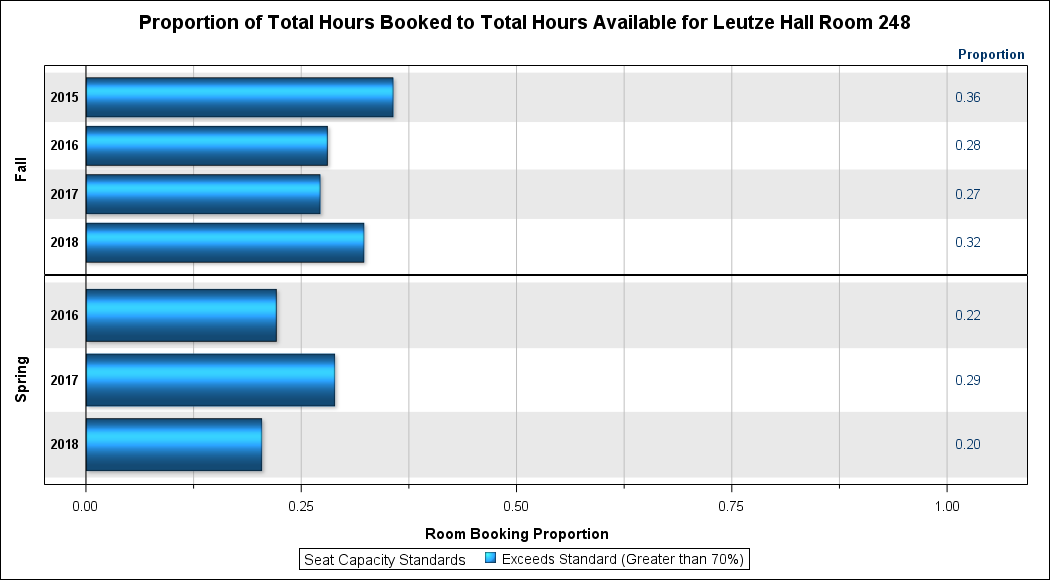 Proportion of Total Hours Booked to Total Hours Available for Leutze Hall Room 248
Proportion
Fall
2015 0.36
2016 0.28
2017 0.27
2018 0.32
Spring
2016 0.22
2017 0.29
2018 0.20
0.00 0.25 0.50 0.75 1.00
Room Booking Proportion
Seat Capacity Standards Exceeds Standard (Greater than 70%)